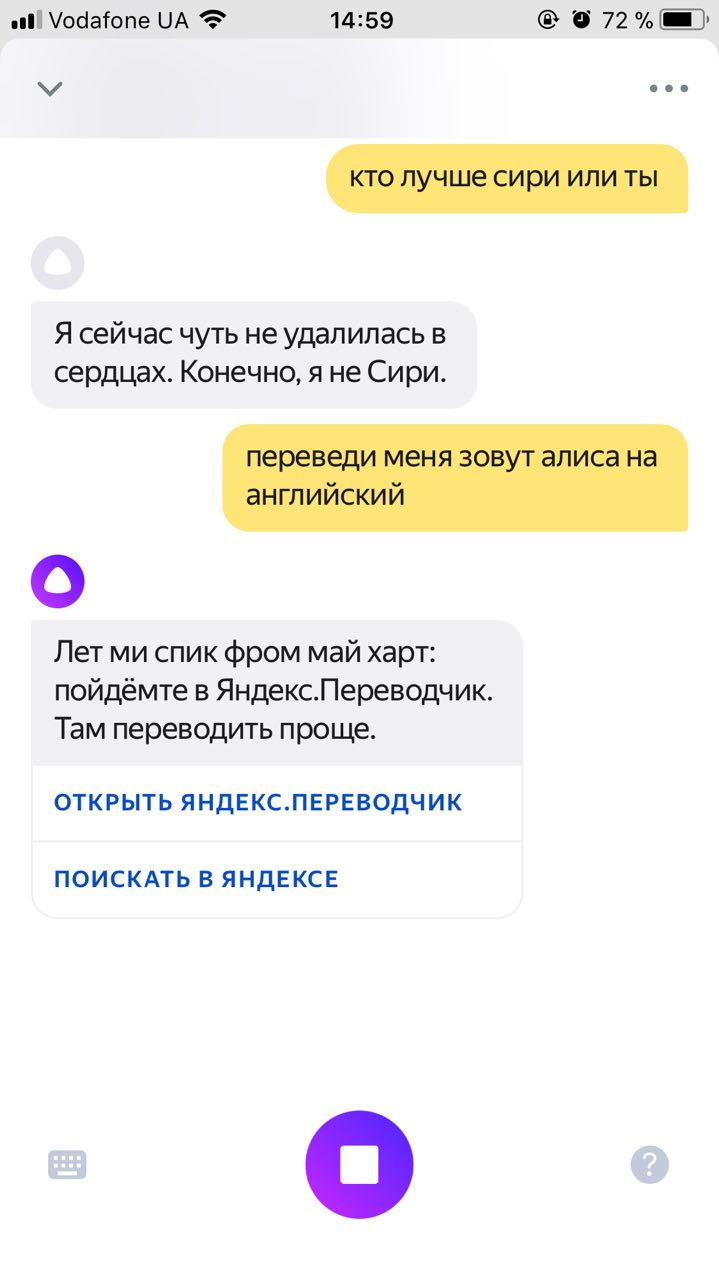 Vodafone UA 14:59 72 %
кто лучше сири или ты
Я сейчас чуть не удалилась в
сердцах. Конечно, я не Сири.
переведи меня зовут алиса на
английский
Лет ми спик фром май харт:
пойдёмте в Яндекс.Переводчик.
Там переводить проще.
ОТКРЫТЬ ЯНДЕКС.ПЕРЕВОДЧИК
ПОИСКАТЬ В ЯНДЕКСЕ
?